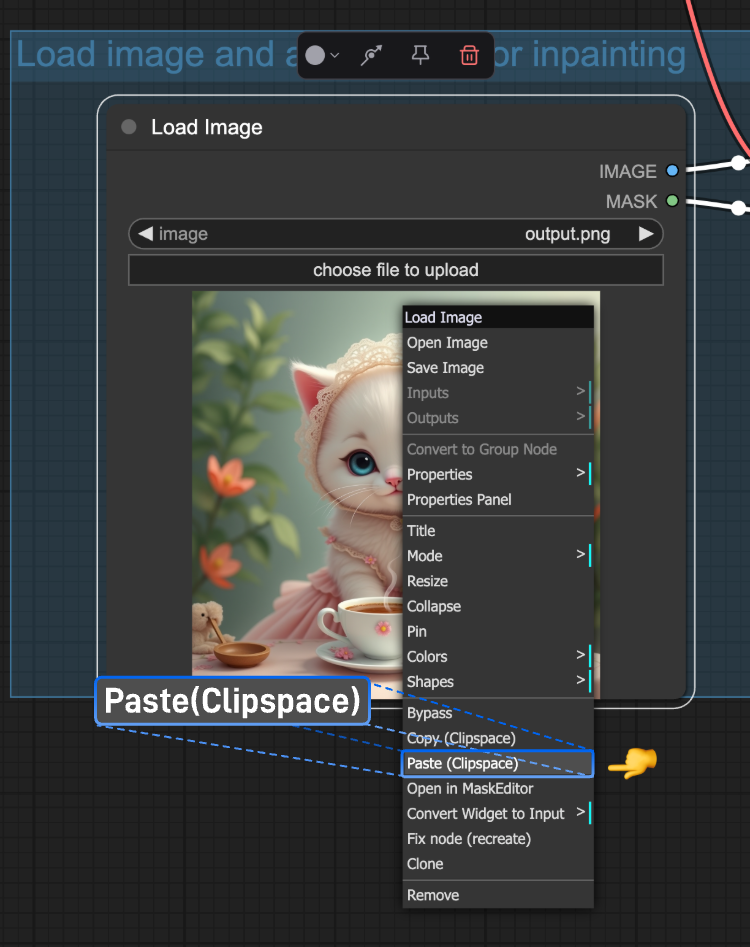 Load image and a
or inpainting
Load Image
IMAGE
MASK
image
output.png
choose file to upload
Load Image
Open Image
Save Image
Inputs >
Outputs >
Convert to Group Node
Properties >
Properties Panel
Title
Mode >
Resize
Collapse
Pin
Colors >
Shapes >
Bypass
Copy (Clipspace)
Paste(Clipspace)
Paste (Clipspace)
Open in MaskEditor
Convert Widget to Input >
Fix node (recreate)
Clone
Remove